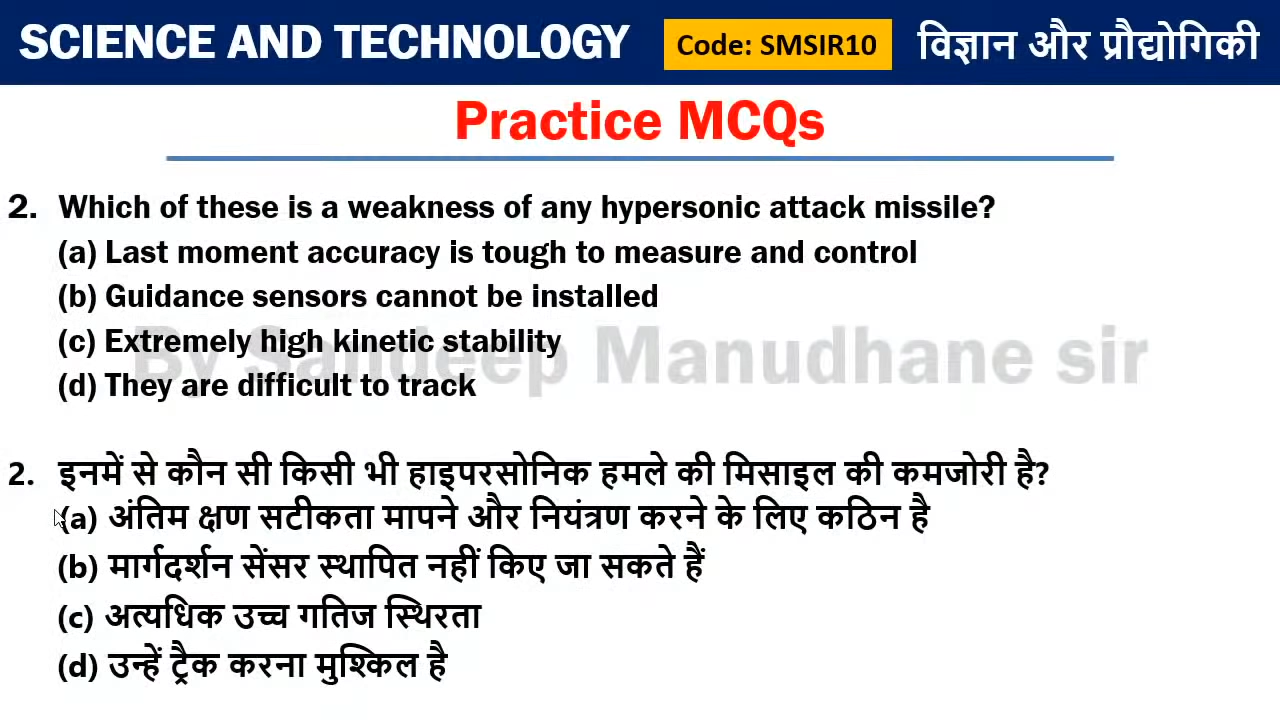 SCIENCE AND TECHNOLOGY
Code: SMSIR10
विज्ञान और प्रौद्योगिकी
Practice MCQs
2. Which of these is a weakness of any hypersonic attack missile?
(a) Last moment accuracy is tough to measure and control
(b) Guidance sensors cannot be installed
(c) Extremely high kinetic stability
(d) They are difficult to track
By Sandeep Manudhane sir
2. इनमें से कौन सी किसी भी हाइपरसोनिक हमले की मिसाइल की कमजोरी है?
(a) अंतिम क्षण सटीकता मापने और नियंत्रण करने के लिए कठिन है
(b) मार्गदर्शन सेंसर स्थापित नहीं किए जा सकते हैं
(c) अत्यधिक उच्च गतिज स्थिरता
(d) उन्हें ट्रैक करना मुश्किल है